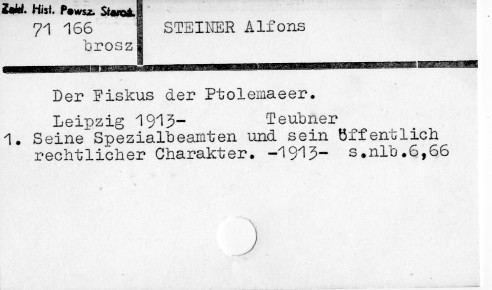 Zakł. Hist. Powsz. Staroż.
71 166
brosz
STEINER Alfons
Der Fiskus der Ptolemaeer.
Leipzig 1913- Teubner
1. Seine Spezialbeamten und sein öffentlich
rechtlicher Charakter. -1913- s.nlb.6,66